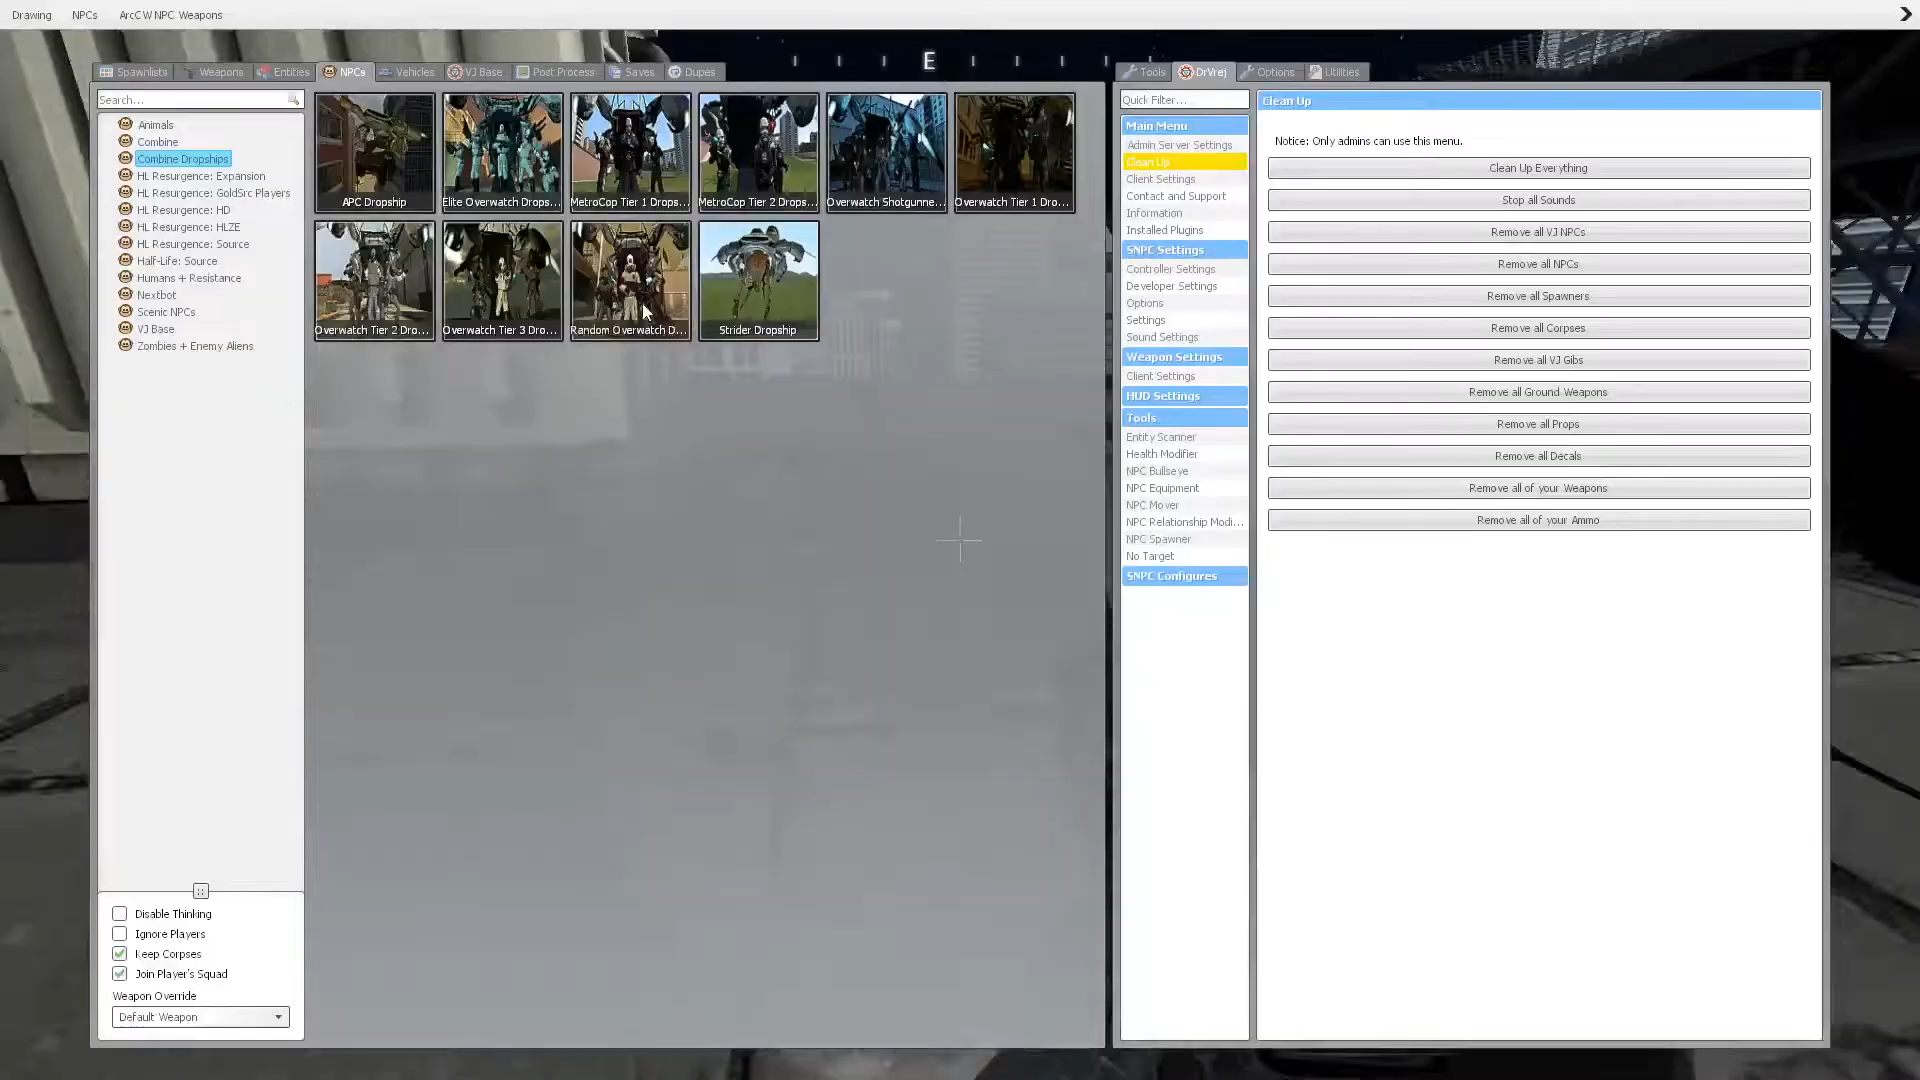 Drawing NPCs ArcCW NPC Weapons
E
Spawnlists Weapons Entities NPCs Vehicles VJ Base Post Process Saves Dupes
Search...
Animals
Combine
Combine Dropships
HL Resurgence: Expansion
HL Resurgence: GoldSrc Players
HL Resurgence: HD
HL Resurgence: HLZE
HL Resurgence: Source
Half-Life: Source
Humans + Resistance
Nextbot
Scenic NPCs
VJ Base
Zombies + Enemy Aliens
APC Dropship
Elite Overwatch Drops...
MetroCop Tier 1 Drops...
MetroCop Tier 2 Drops...
Overwatch Shotgunne...
Overwatch Tier 1 Dro...
Overwatch Tier 2 Dro...
Overwatch Tier 3 Dro...
Random Overwatch D...
Strider Dropship
Disable Thinking
Ignore Players
Keep Corpses
Join Player's Squad
Weapon Override
Default Weapon
Tools DrVrej Options Utilities
Quick Filter...
Main Menu
Admin Server Settings
Clean Up
Client Settings
Contact and Support
Information
Installed Plugins
SNPC Settings
Controller Settings
Developer Settings
Options
Settings
Sound Settings
Weapon Settings
Client Settings
HUD Settings
Tools
Entity Scanner
Health Modifier
NPC Bullseye
NPC Equipment
NPC Mover
NPC Relationship Modi...
NPC Spawner
No Target
SNPC Configures
Clean Up
Notice: Only admins can use this menu.
Clean Up Everything
Stop all Sounds
Remove all VJ NPCs
Remove all NPCs
Remove all Spawners
Remove all Corpses
Remove all VJ Gibs
Remove all Ground Weapons
Remove all Props
Remove all Decals
Remove all of your Weapons
Remove all of your Ammo